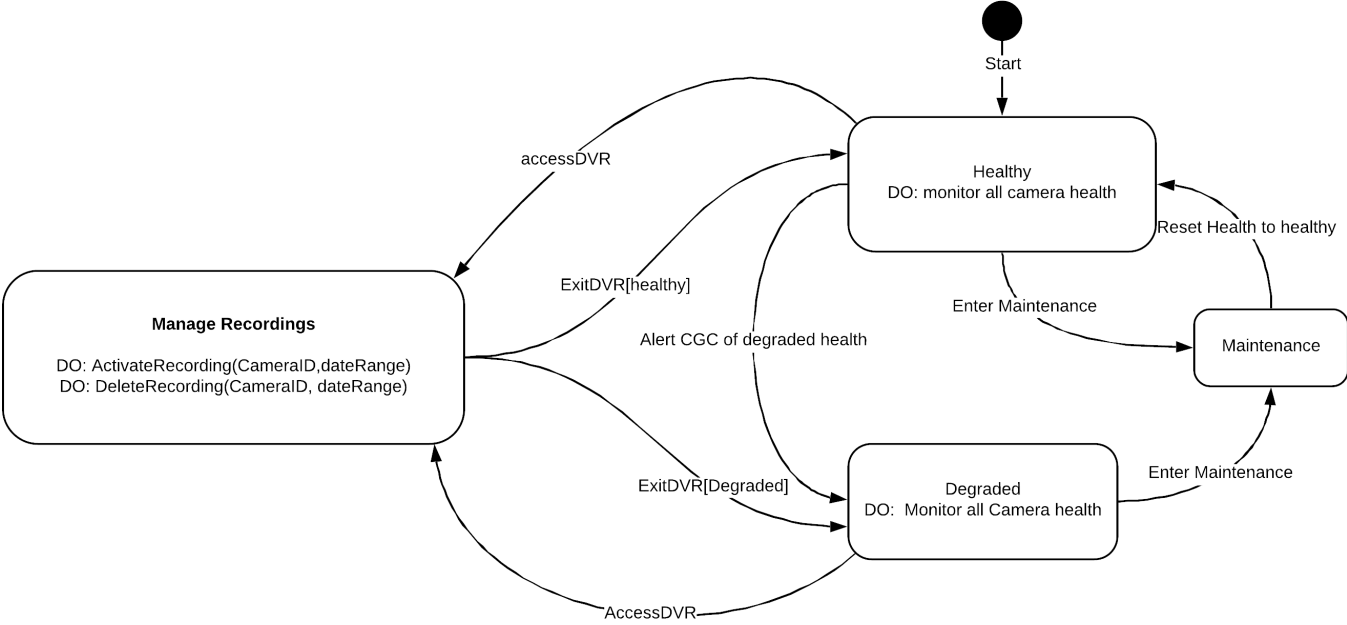 Start
accessDVR
Healthy
DO: monitor all camera health
Reset Health to healthy
ExitDVR[healthy]
Enter Maintenance
Manage Recordings
Alert CGC of degraded health
Maintenance
DO: ActivateRecording(CameraID,dateRange)
DO: DeleteRecording(CameraID, dateRange)
Enter Maintenance
ExitDVR[Degraded]
Degraded
DO: Monitor all Camera health
AccessDVR